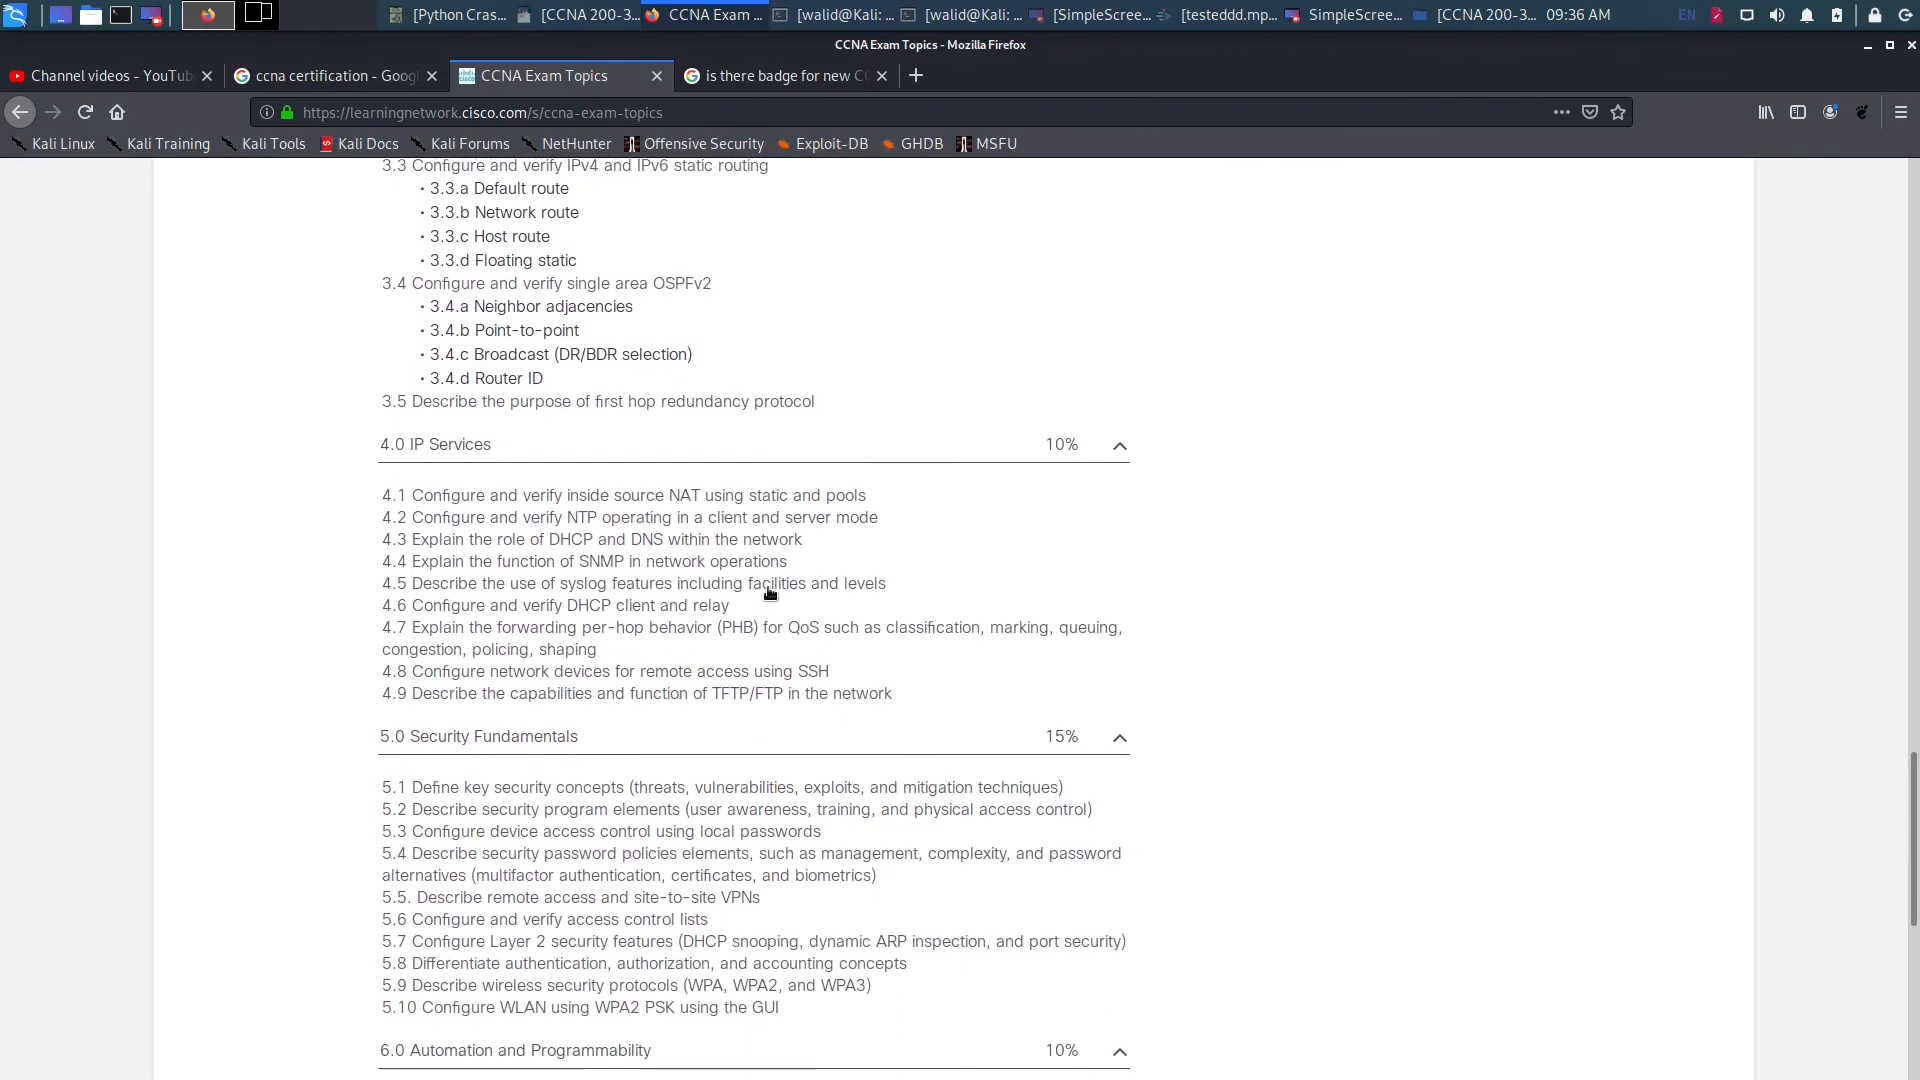 [Python Cras... [CCNA 200-3... CCNA Exam ... [walid@Kali: ... [walid@Kali: ... [SimpleScree... [testeddd.mp... SimpleScree... [CCNA 200-3... 09:36 AM EN
CCNA Exam Topics - Mozilla Firefox
Channel videos - YouTub ccna certification - Goog CCNA Exam Topics is there badge for new CC
https://learningnetwork.cisco.com/s/ccna-exam-topics
Kali Linux Kali Training Kali Tools Kali Docs Kali Forums NetHunter Offensive Security Exploit-DB GHDB MSFU
3.3 Configure and verify IPv4 and IPv6 static routing
• 3.3.a Default route
• 3.3.b Network route
• 3.3.c Host route
• 3.3.d Floating static
3.4 Configure and verify single area OSPFv2
• 3.4.a Neighbor adjacencies
• 3.4.b Point-to-point
• 3.4.c Broadcast (DR/BDR selection)
• 3.4.d Router ID
3.5 Describe the purpose of first hop redundancy protocol
4.0 IP Services 10%
4.1 Configure and verify inside source NAT using static and pools
4.2 Configure and verify NTP operating in a client and server mode
4.3 Explain the role of DHCP and DNS within the network
4.4 Explain the function of SNMP in network operations
4.5 Describe the use of syslog features including facilities and levels
4.6 Configure and verify DHCP client and relay
4.7 Explain the forwarding per-hop behavior (PHB) for QoS such as classification, marking, queuing,
congestion, policing, shaping
4.8 Configure network devices for remote access using SSH
4.9 Describe the capabilities and function of TFTP/FTP in the network
5.0 Security Fundamentals 15%
5.1 Define key security concepts (threats, vulnerabilities, exploits, and mitigation techniques)
5.2 Describe security program elements (user awareness, training, and physical access control)
5.3 Configure device access control using local passwords
5.4 Describe security password policies elements, such as management, complexity, and password
alternatives (multifactor authentication, certificates, and biometrics)
5.5. Describe remote access and site-to-site VPNs
5.6 Configure and verify access control lists
5.7 Configure Layer 2 security features (DHCP snooping, dynamic ARP inspection, and port security)
5.8 Differentiate authentication, authorization, and accounting concepts
5.9 Describe wireless security protocols (WPA, WPA2, and WPA3)
5.10 Configure WLAN using WPA2 PSK using the GUI
6.0 Automation and Programmability 10%